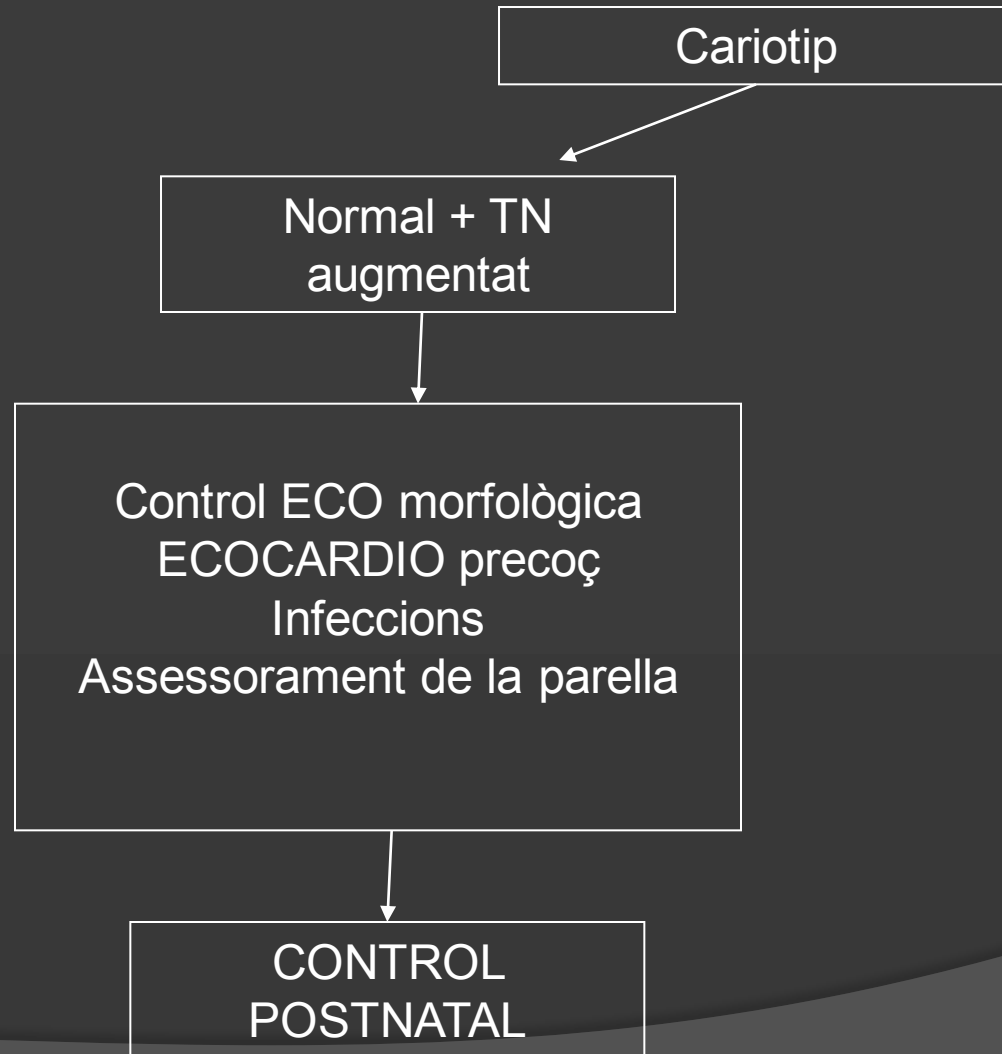 Cariotip
Normal + TN
augmentat
Control ECO morfològica
ECOCARDIO precoç
Infeccions
Assessorament de la parella
CONTROL
POSTNATAL